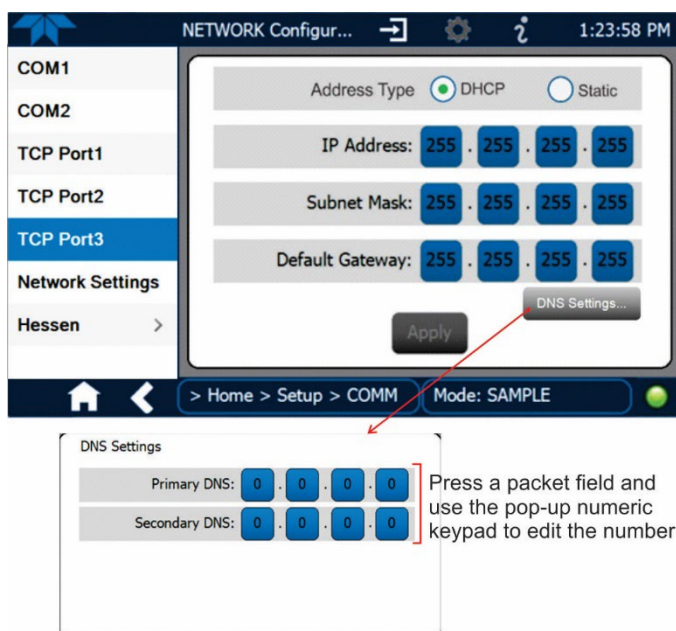 NETWORK Configur... i 1:23:58 PM
COM1
COM2
TCP Port1
TCP Port2
TCP Port3
Network Settings
Hessen >
Address Type DHCP Static
IP Address: 255 . 255 . 255 . 255
Subnet Mask: 255 . 255 . 255 . 255
Default Gateway: 255 . 255 . 255 . 255
DNS Settings...
Apply
> Home > Setup > COMM Mode: SAMPLE
DNS Settings
Primary DNS: 0 . 0 . 0 . 0
Secondary DNS: 0 . 0 . 0 . 0
Press a packet field and
use the pop-up numeric
keypad to edit the number